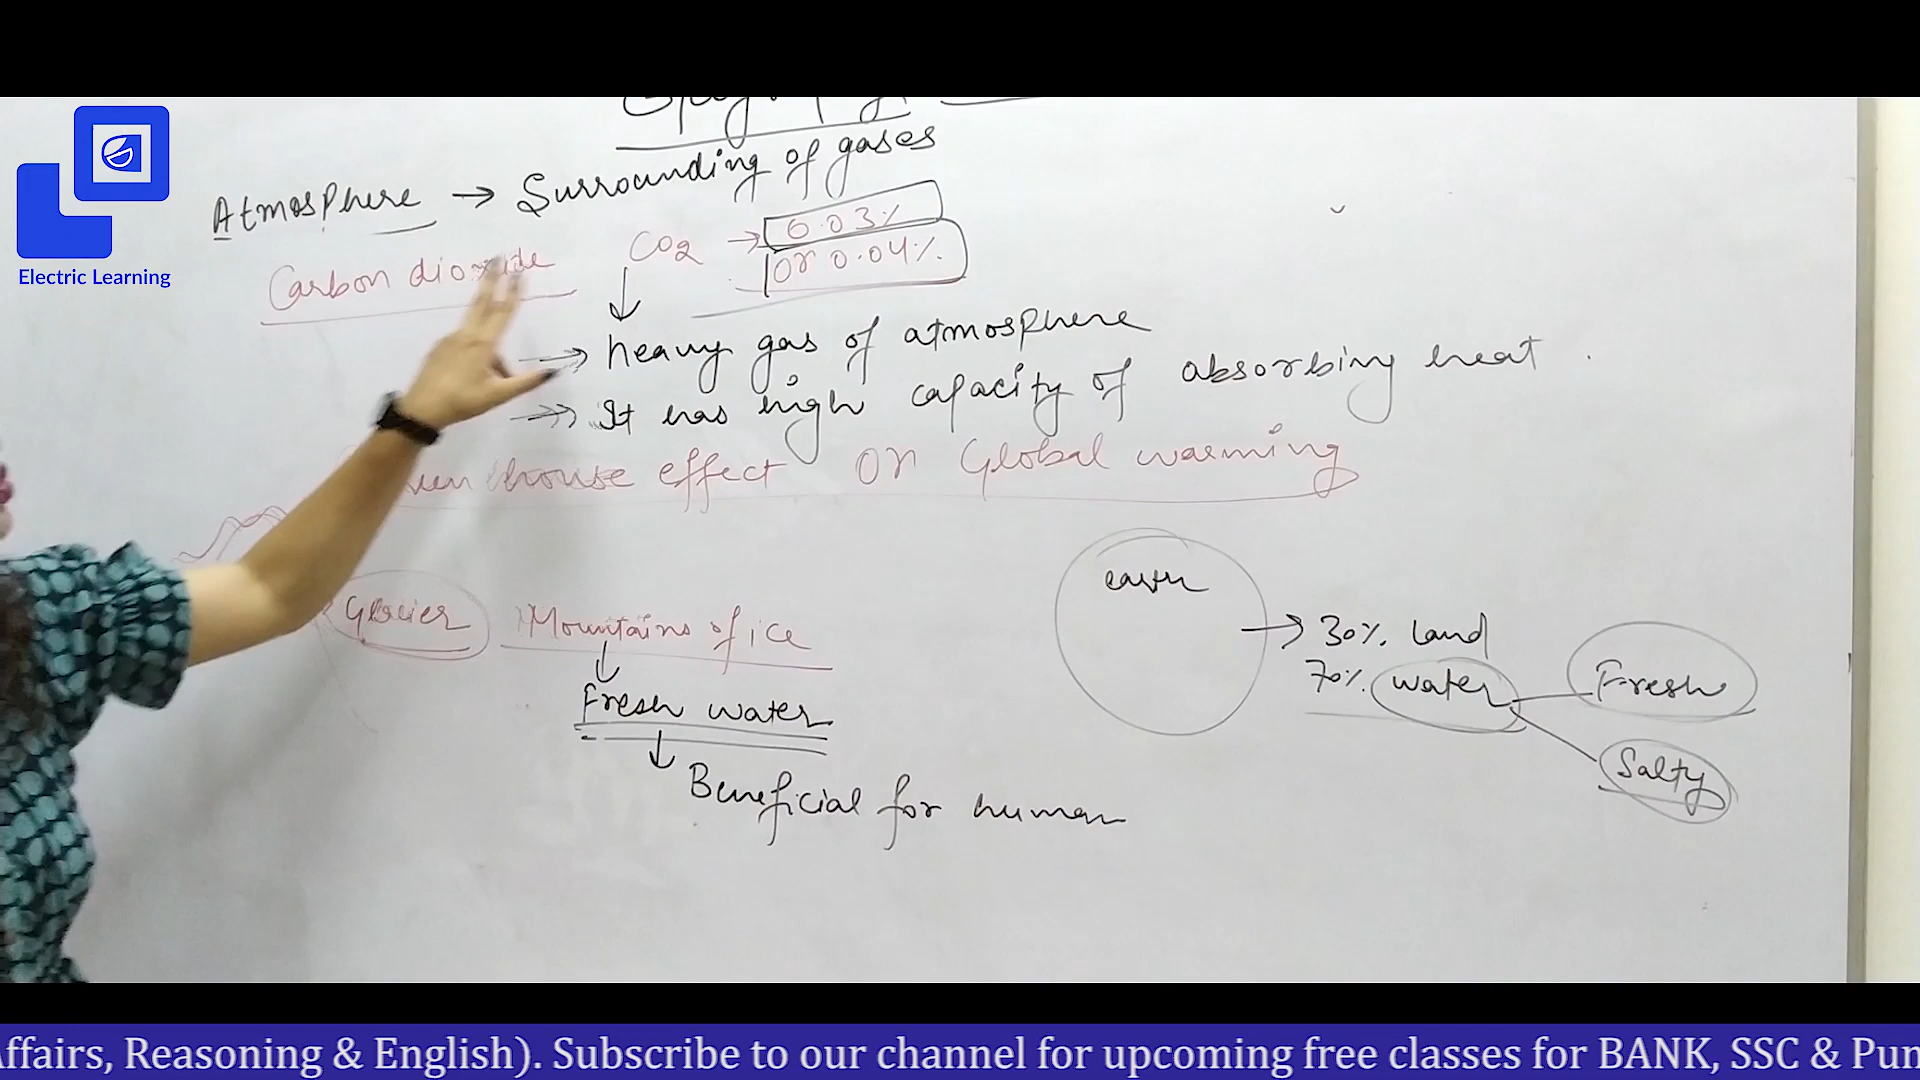 Atmosphere → Surrounding of gases
Carbon dioxide CO2 → 0.03%
Or 0.04%.
→ heavy gas of atmosphere
→ It has high capacity of absorbing heat.
house effect or Global warming
Glacier Mountains of ice
Fresh water
Beneficial for human
earth
→ 30%. land
70%. water
Fresh
Salty
Electric Learning
Affairs, Reasoning & English). Subscribe to our channel for upcoming free classes for BANK, SSC & Pun